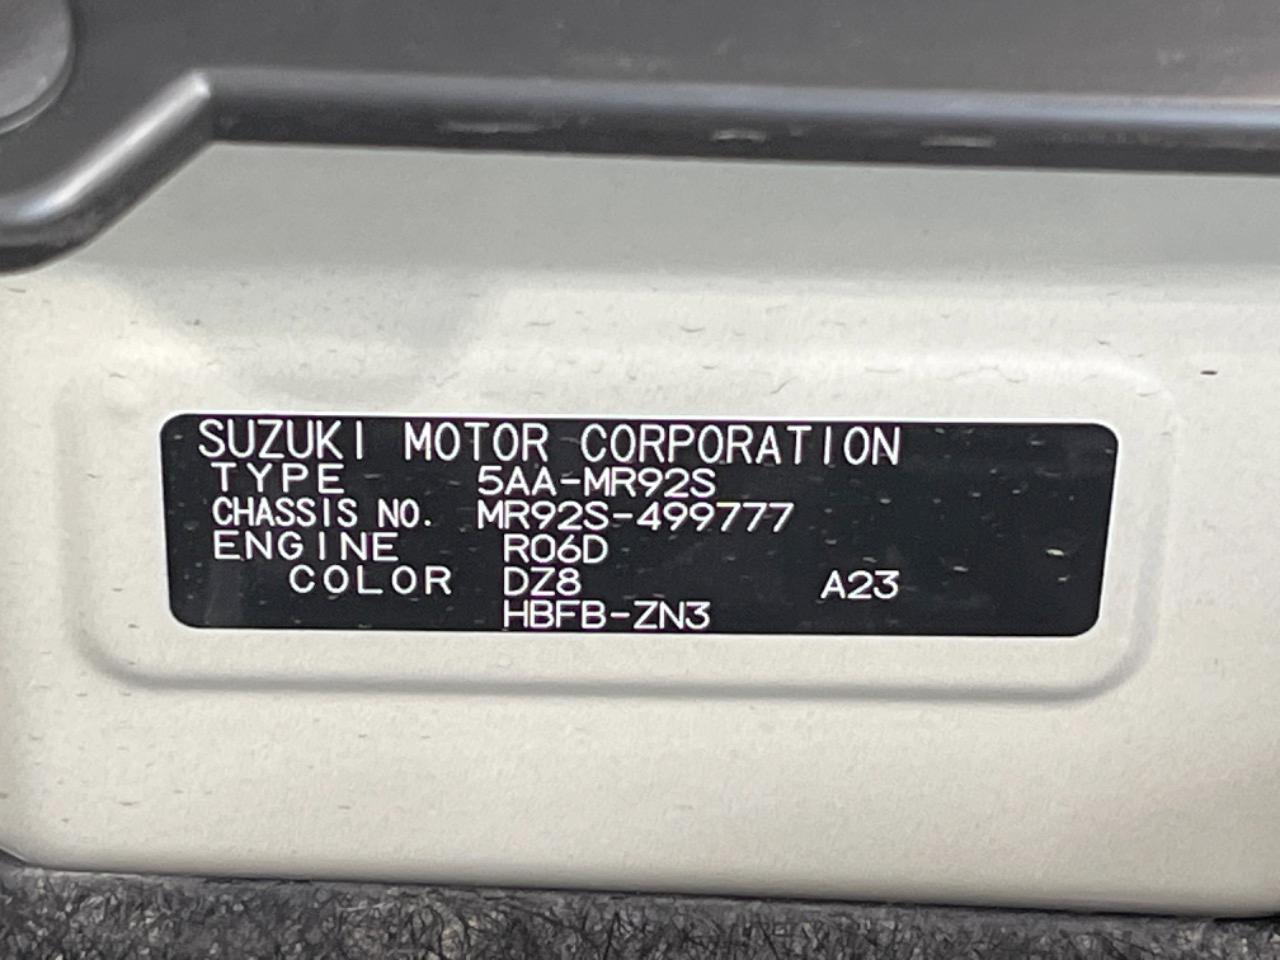 SUZUKI MOTOR CORPORATION
TYPE 5AA-MR92S
CHASSIS NO. MR92S-499777
ENGINE R06D
COLOR DZ8 A23
HBFB-ZN3